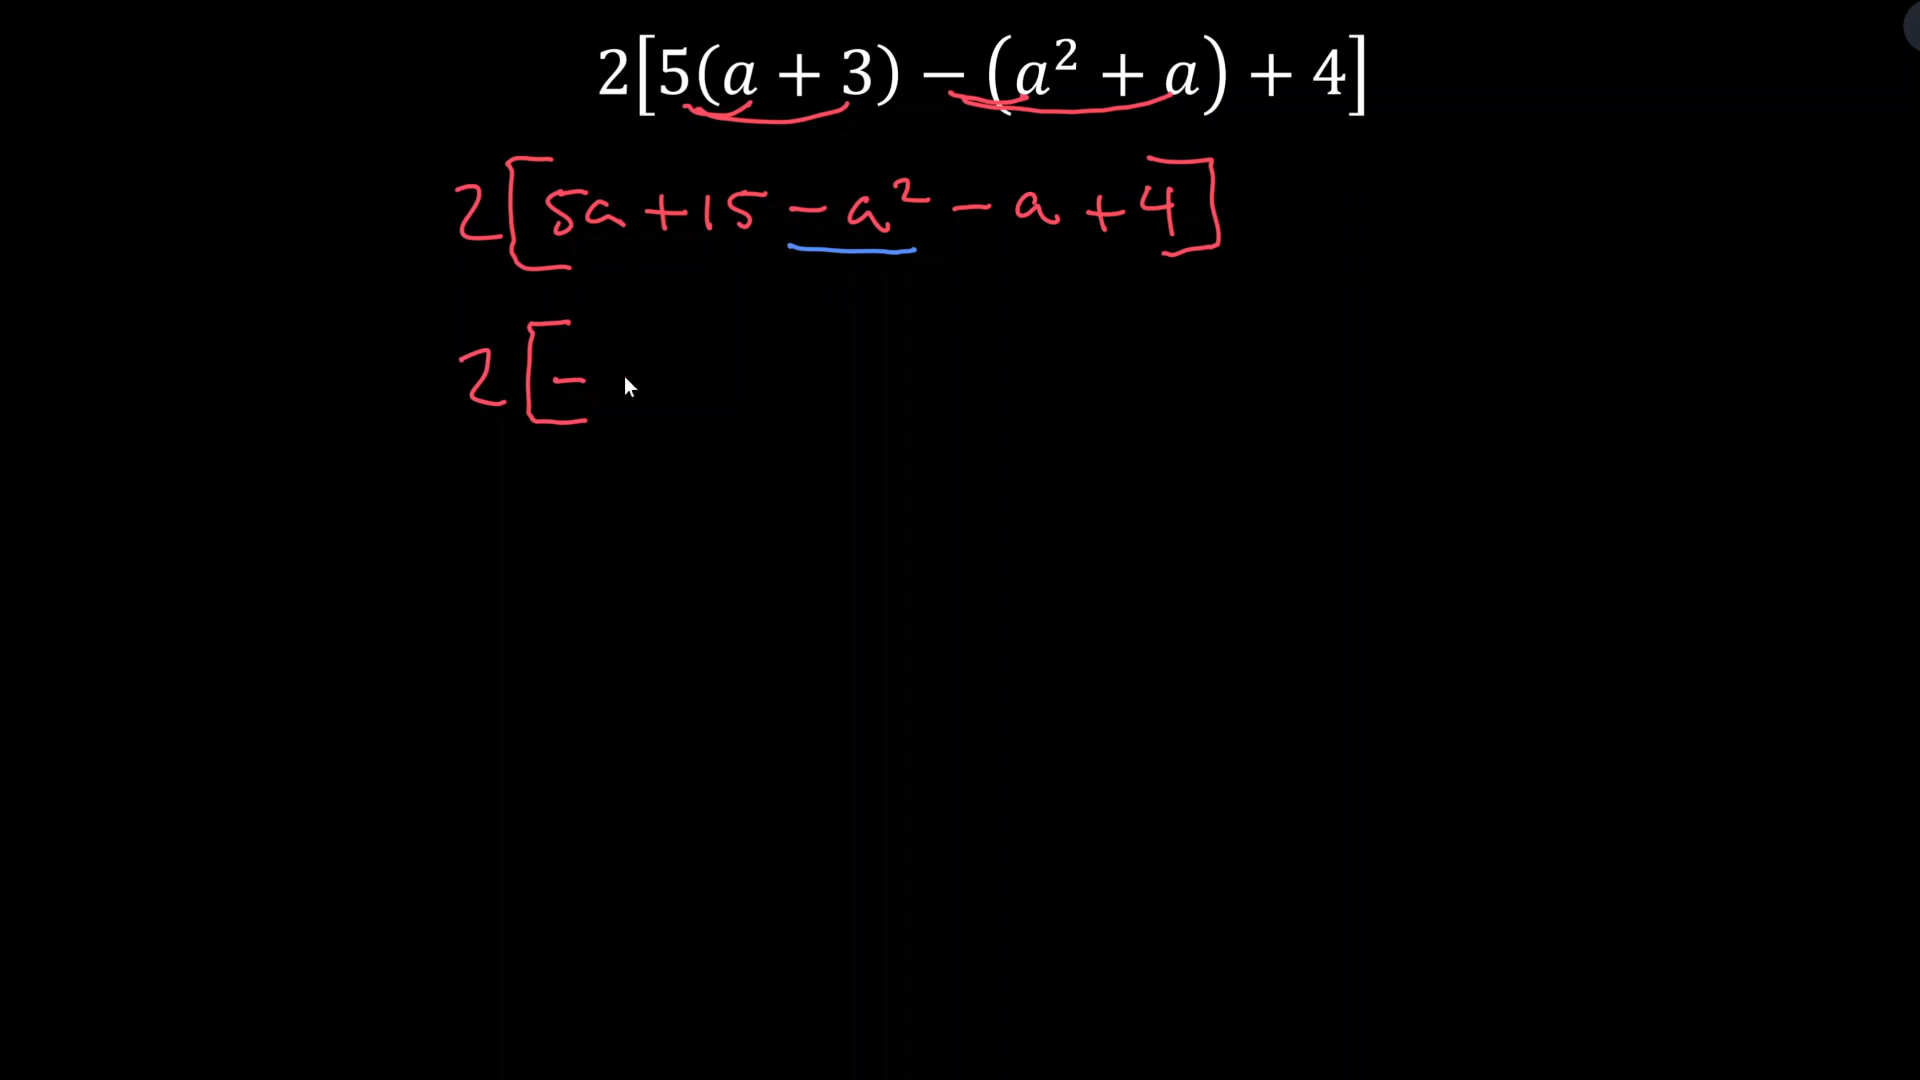 2[5(a + 3) − (a² + a) + 4]
2[5a + 15 − a² − a + 4]
2[−